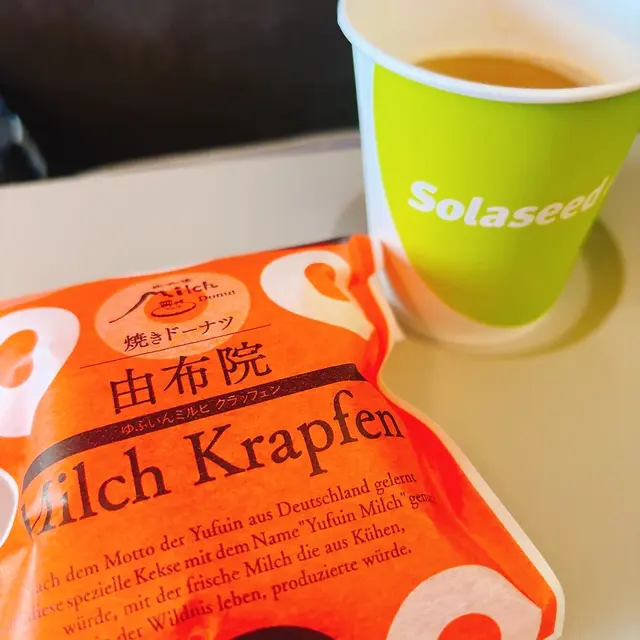 Solaseed
Milch
Donut
焼きドーナツ
由布院
ゆふいんミルヒ クラップフェン
Milch Krapfen
dem Motto der Yufuin aus Deutschland gelernt
diese spezielle Kekse mit dem Name "Yufuin Milch"
würde, mit der frische Milch die aus Kühen,
der Wildnis leben, produzierte würde.